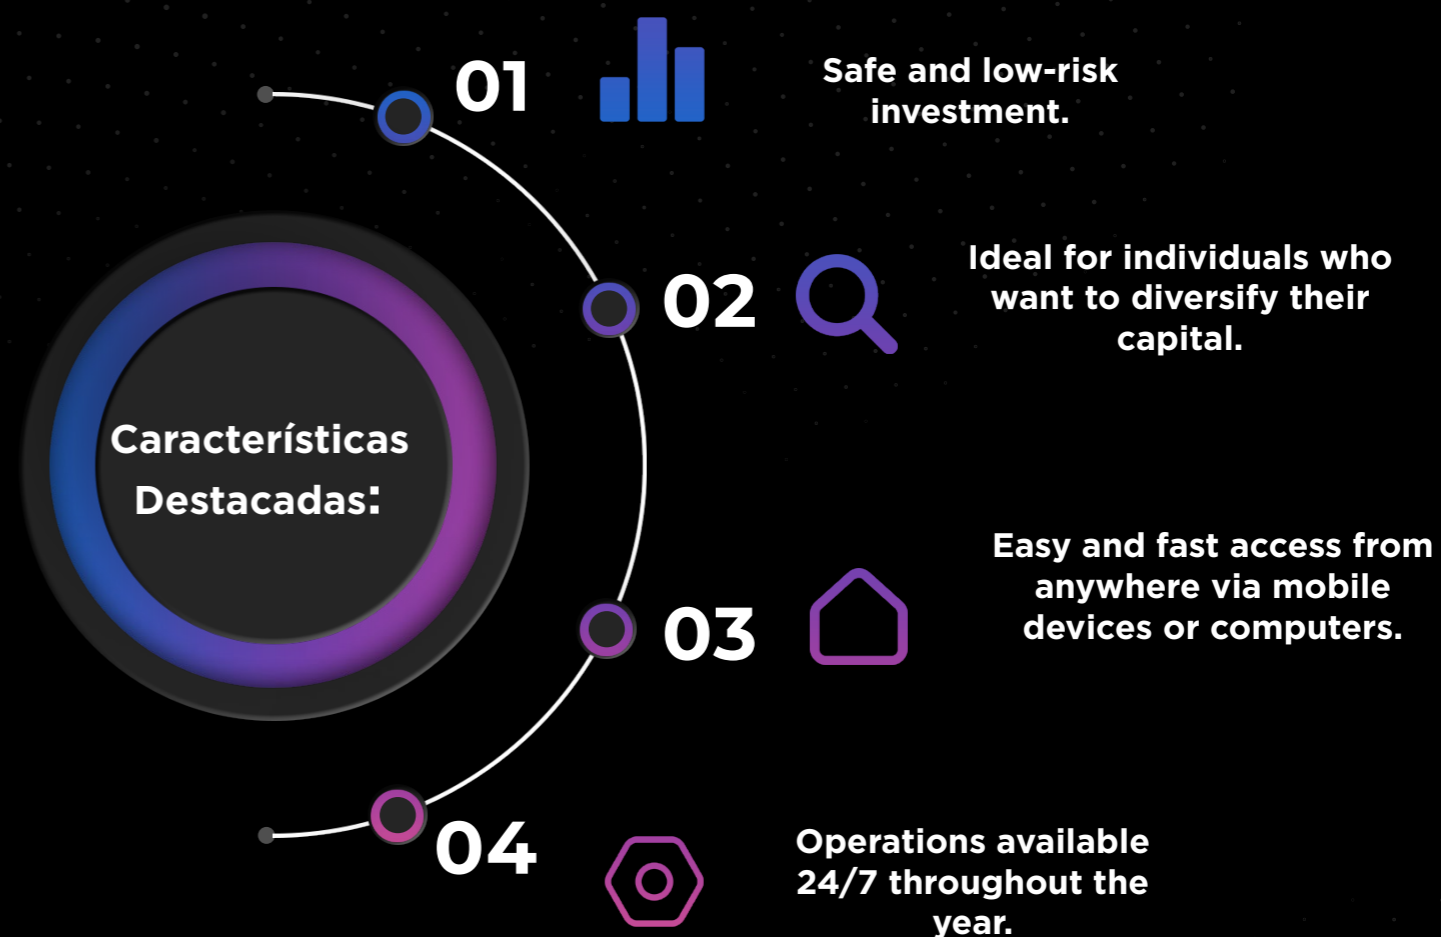 Características
Destacadas:
01
Safe and low-risk
investment.
02
Ideal for individuals who
want to diversify their
capital.
03
Easy and fast access from
anywhere via mobile
devices or computers.
04
Operations available
24/7 throughout the
year.